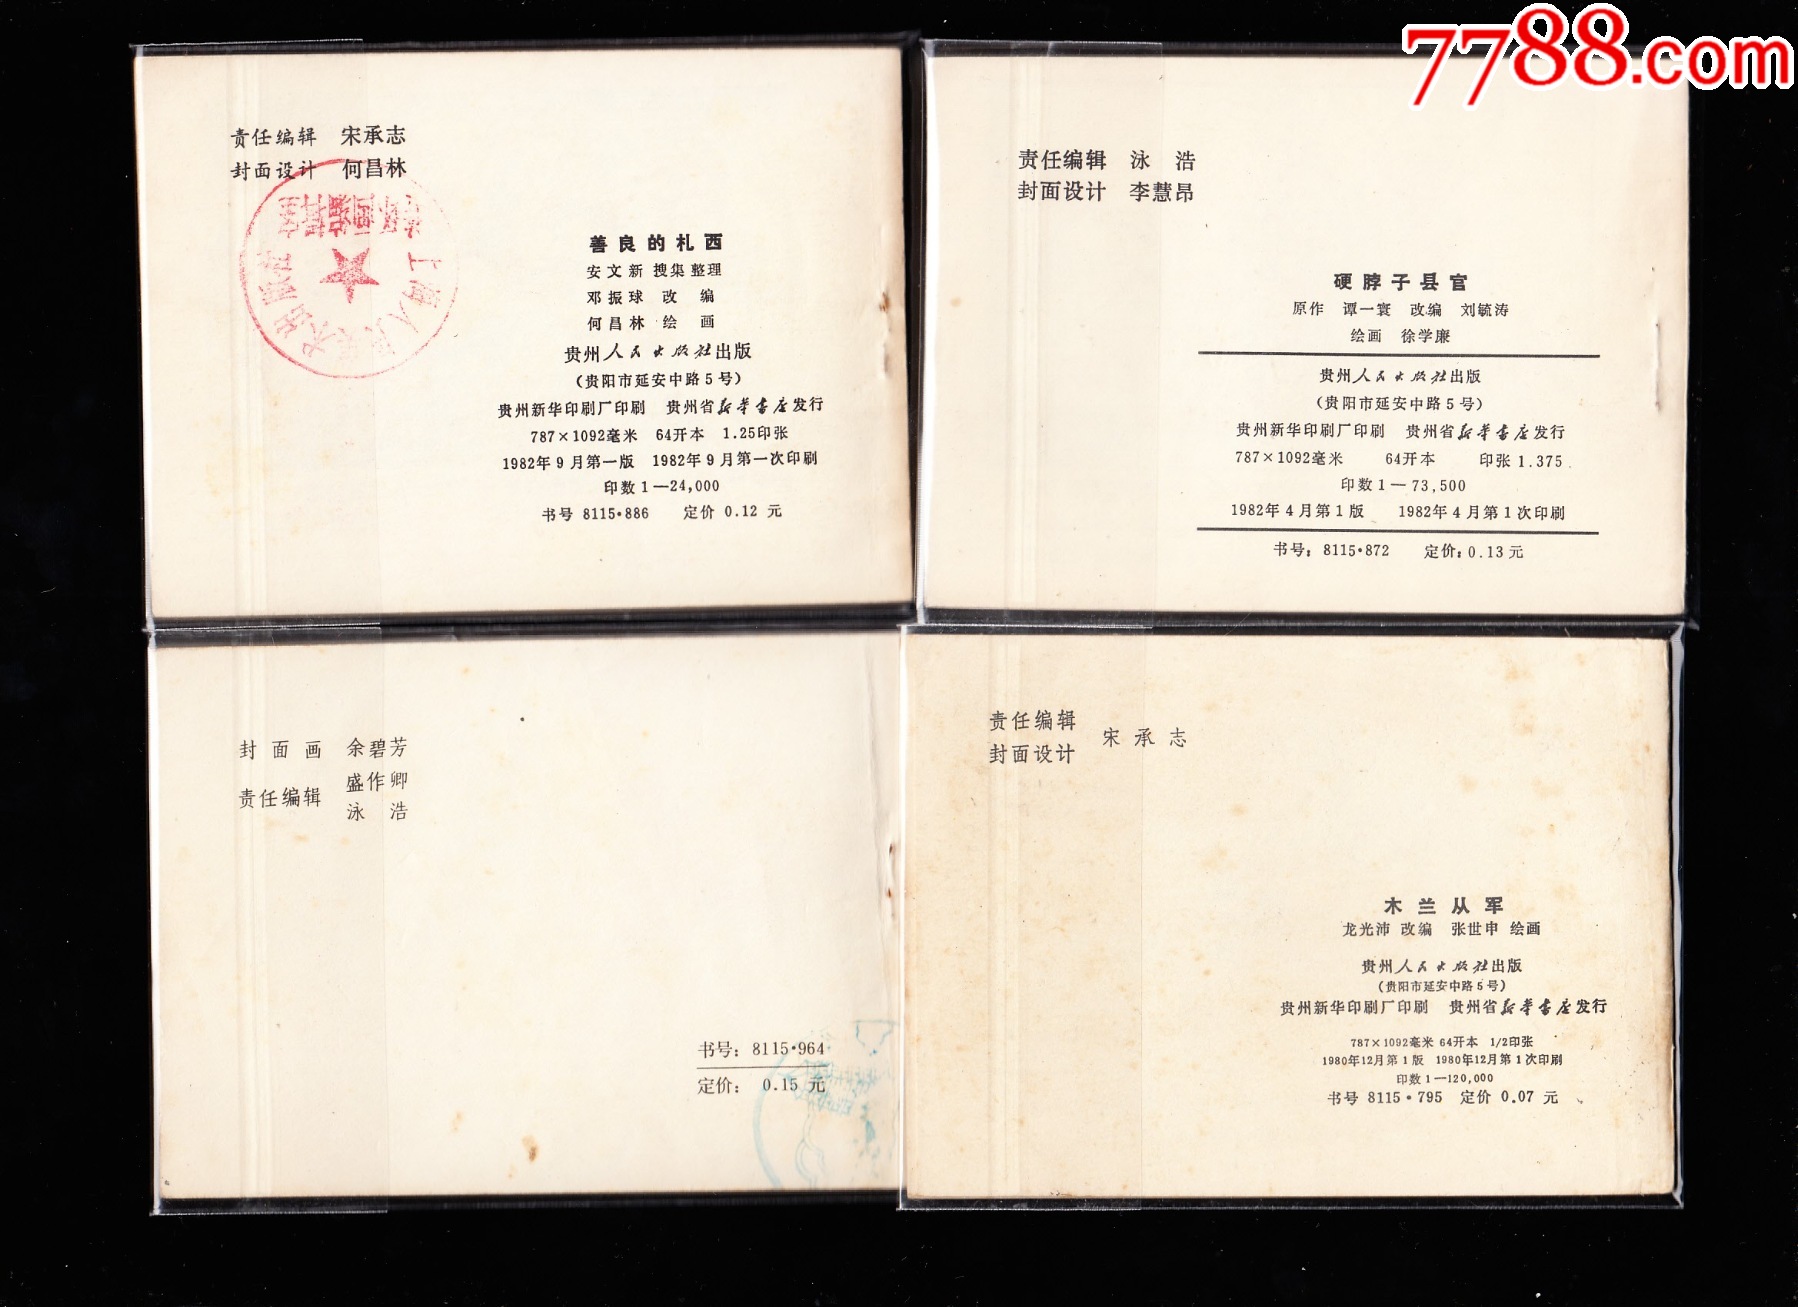 7788.com
责任编辑 宋承志
封面设计 何昌林
善良的札西
安文新 搜集整理
邓振球 改编
何昌林 绘画
贵州人民出版社出版
(贵阳市延安中路5号)
贵州新华印刷厂印刷 贵州省新华书店发行
787×1092毫米 64开本 1.25印张
1982年9月第一版 1982年9月第一次印刷
印数1—24,000
书号 8115·886 定价 0.12 元
责任编辑 泳浩
封面设计 李慧昂
硬脖子县官
原作 谭一寰 改编 刘毓涛
绘画 徐学廉
贵州人民出版社出版
(贵阳市延安中路5号)
贵州新华印刷厂印刷 贵州省新华书店发行
787×1092毫米 64开本 印张1.375
印数1—73,500
1982年4月第1版 1982年4月第1次印刷
书号:8115·872 定价:0.13元
封面画 余碧芳
责任编辑 盛作卿
泳浩
书号:8115·964
定价: 0.15 元
责任编辑
封面设计 宋承志
木兰从军
龙光沛 改编 张世申 绘画
贵州人民出版社出版
(贵阳市延安中路5号)
贵州新华印刷厂印刷 贵州省新华书店发行
787×1092毫米 64开本 1/2印张
1980年12月第1版 1980年12月第1次印刷
印数1—120,000
书号 8115·795 定价 0.07 元